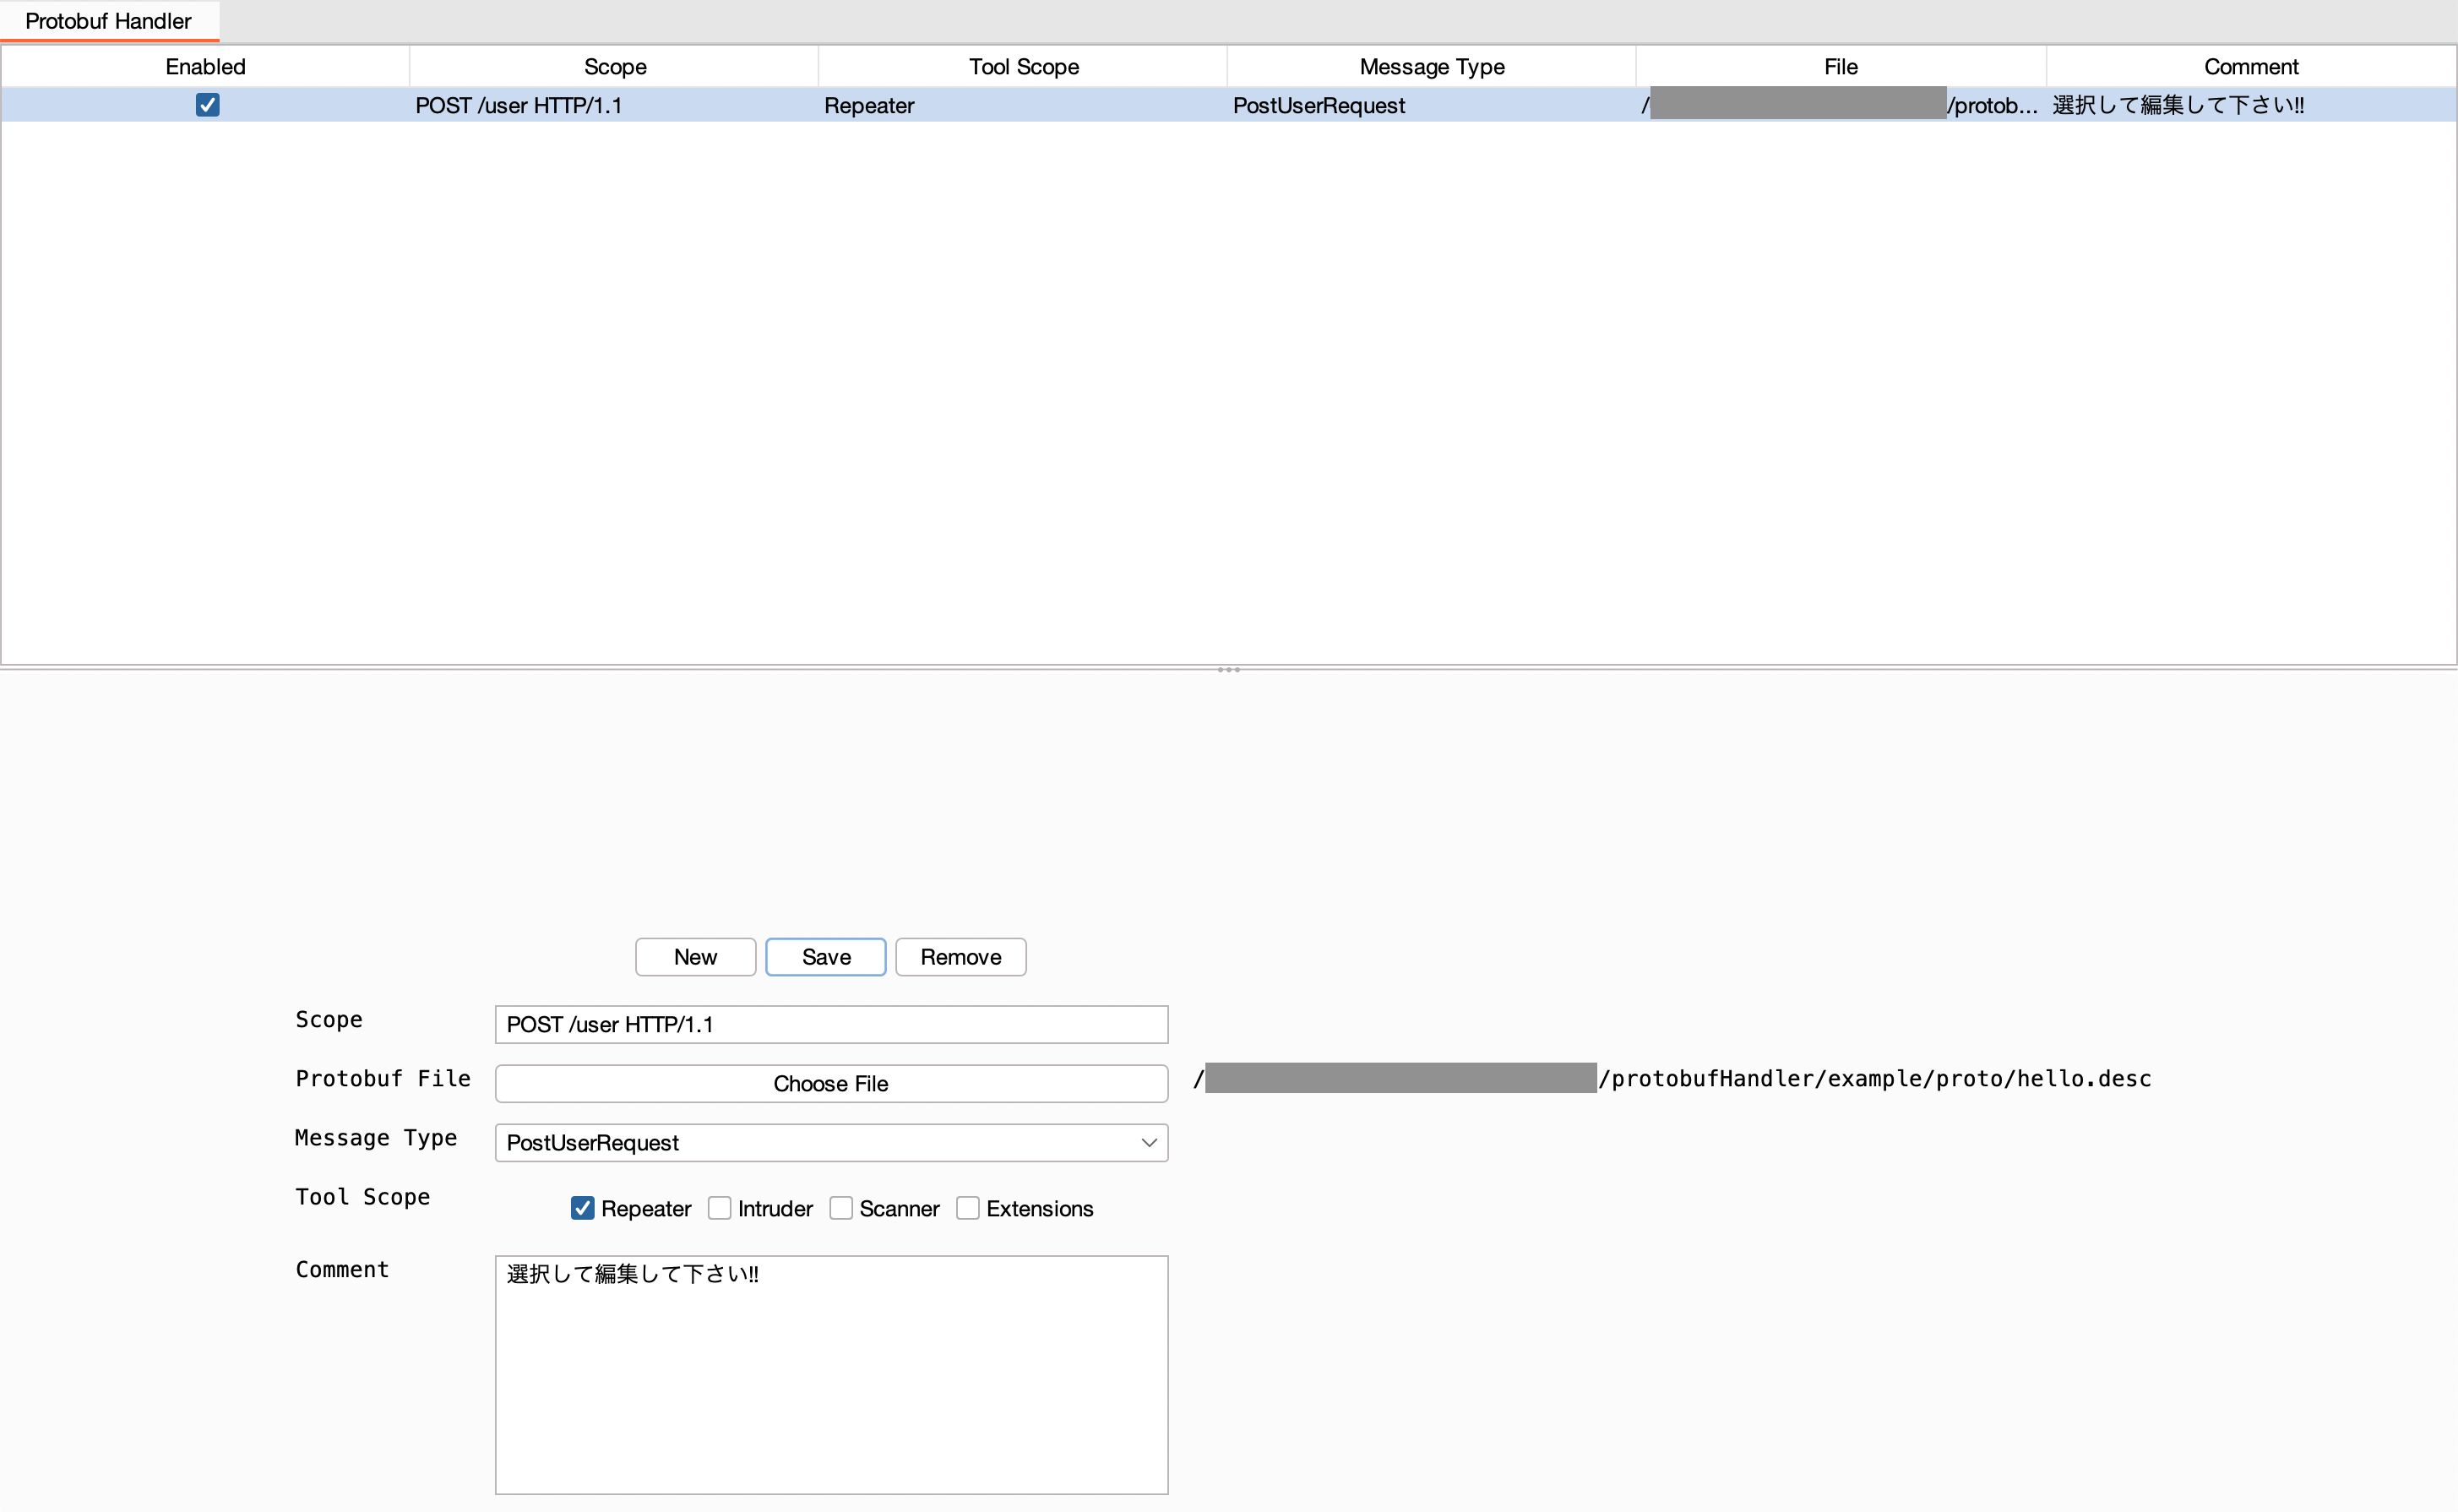 Protobuf Handler
Enabled Scope Tool Scope Message Type File Comment
POST /user HTTP/1.1 Repeater PostUserRequest / /protob... 選択して編集して下さい!!
New Save Remove
Scope POST /user HTTP/1.1
Protobuf File Choose File / /protobufHandler/example/proto/hello.desc
Message Type PostUserRequest
Tool Scope Repeater Intruder Scanner Extensions
Comment 選択して編集して下さい!!